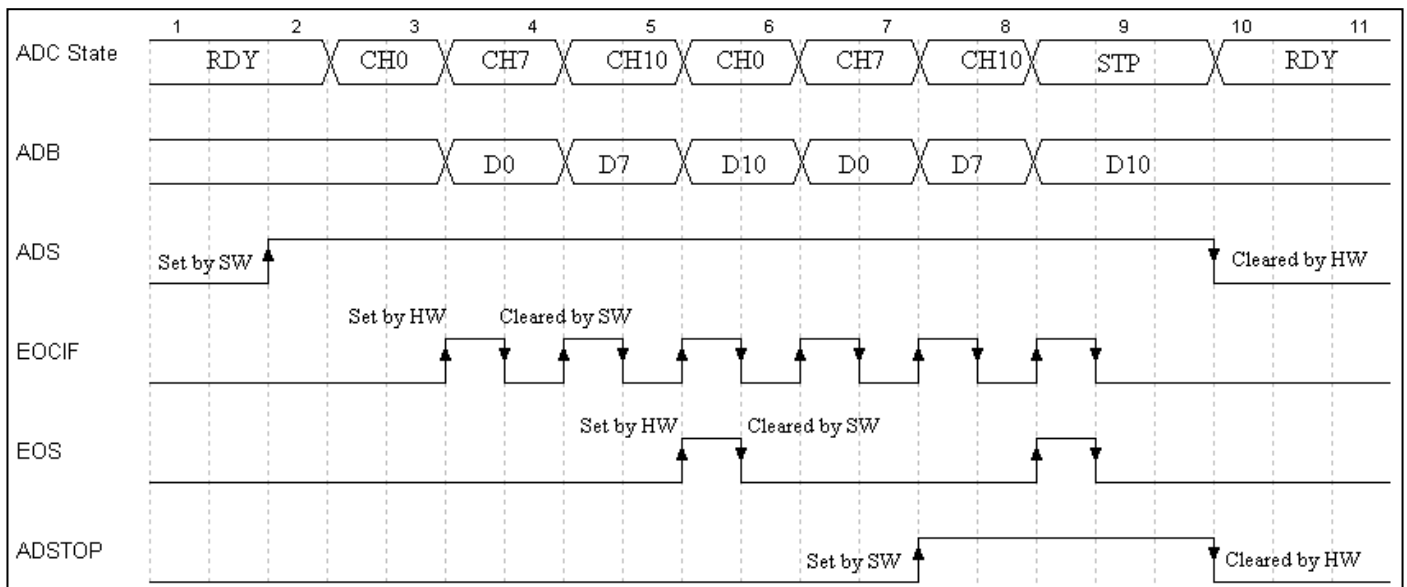 1 2 3 4 5 6 7 8 9 10 11
ADC State RDY CH0 CH7 CH10 CH0 CH7 CH10 STP RDY
ADB D0 D7 D10 D0 D7 D10
ADS Set by SW Cleared by HW
Set by HW Cleared by SW
EOCIF
Set by HW Cleared by SW
EOS
ADSTOP Set by SW Cleared by HW